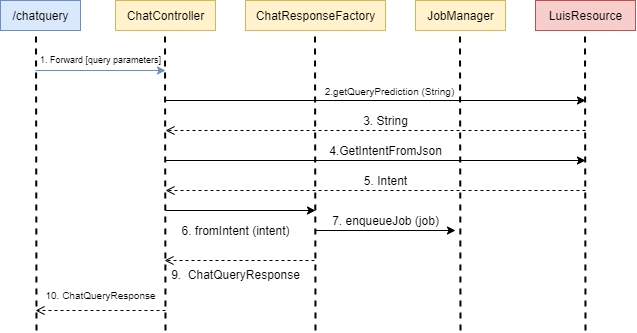 /chatquery
ChatController
ChatResponseFactory
JobManager
LuisResource
1. Forward [query parameters]
2.getQueryPrediction (String)
3. String
4.GetIntentFromJson
5. Intent
6. fromIntent (intent)
7. enqueueJob (job)
9. ChatQueryResponse
10. ChatQueryResponse